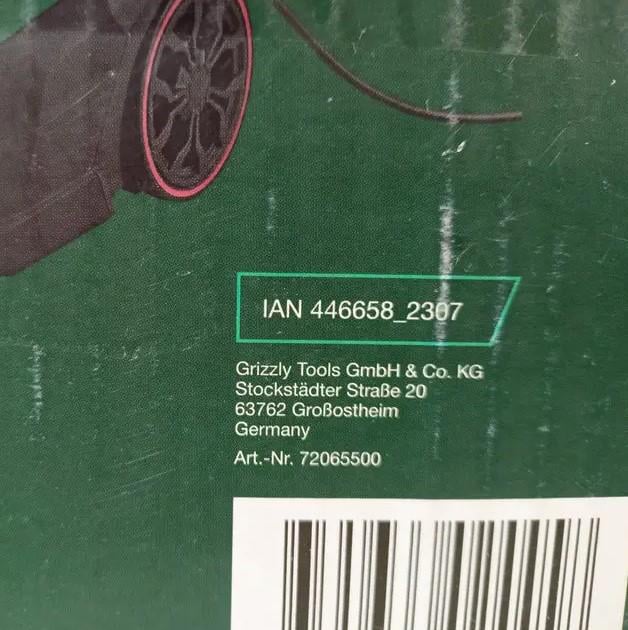 IAN 446658_2307
Grizzly Tools GmbH & Co. KG
Stockstädter Straße 20
63762 Großostheim
Germany
Art.-Nr. 72065500